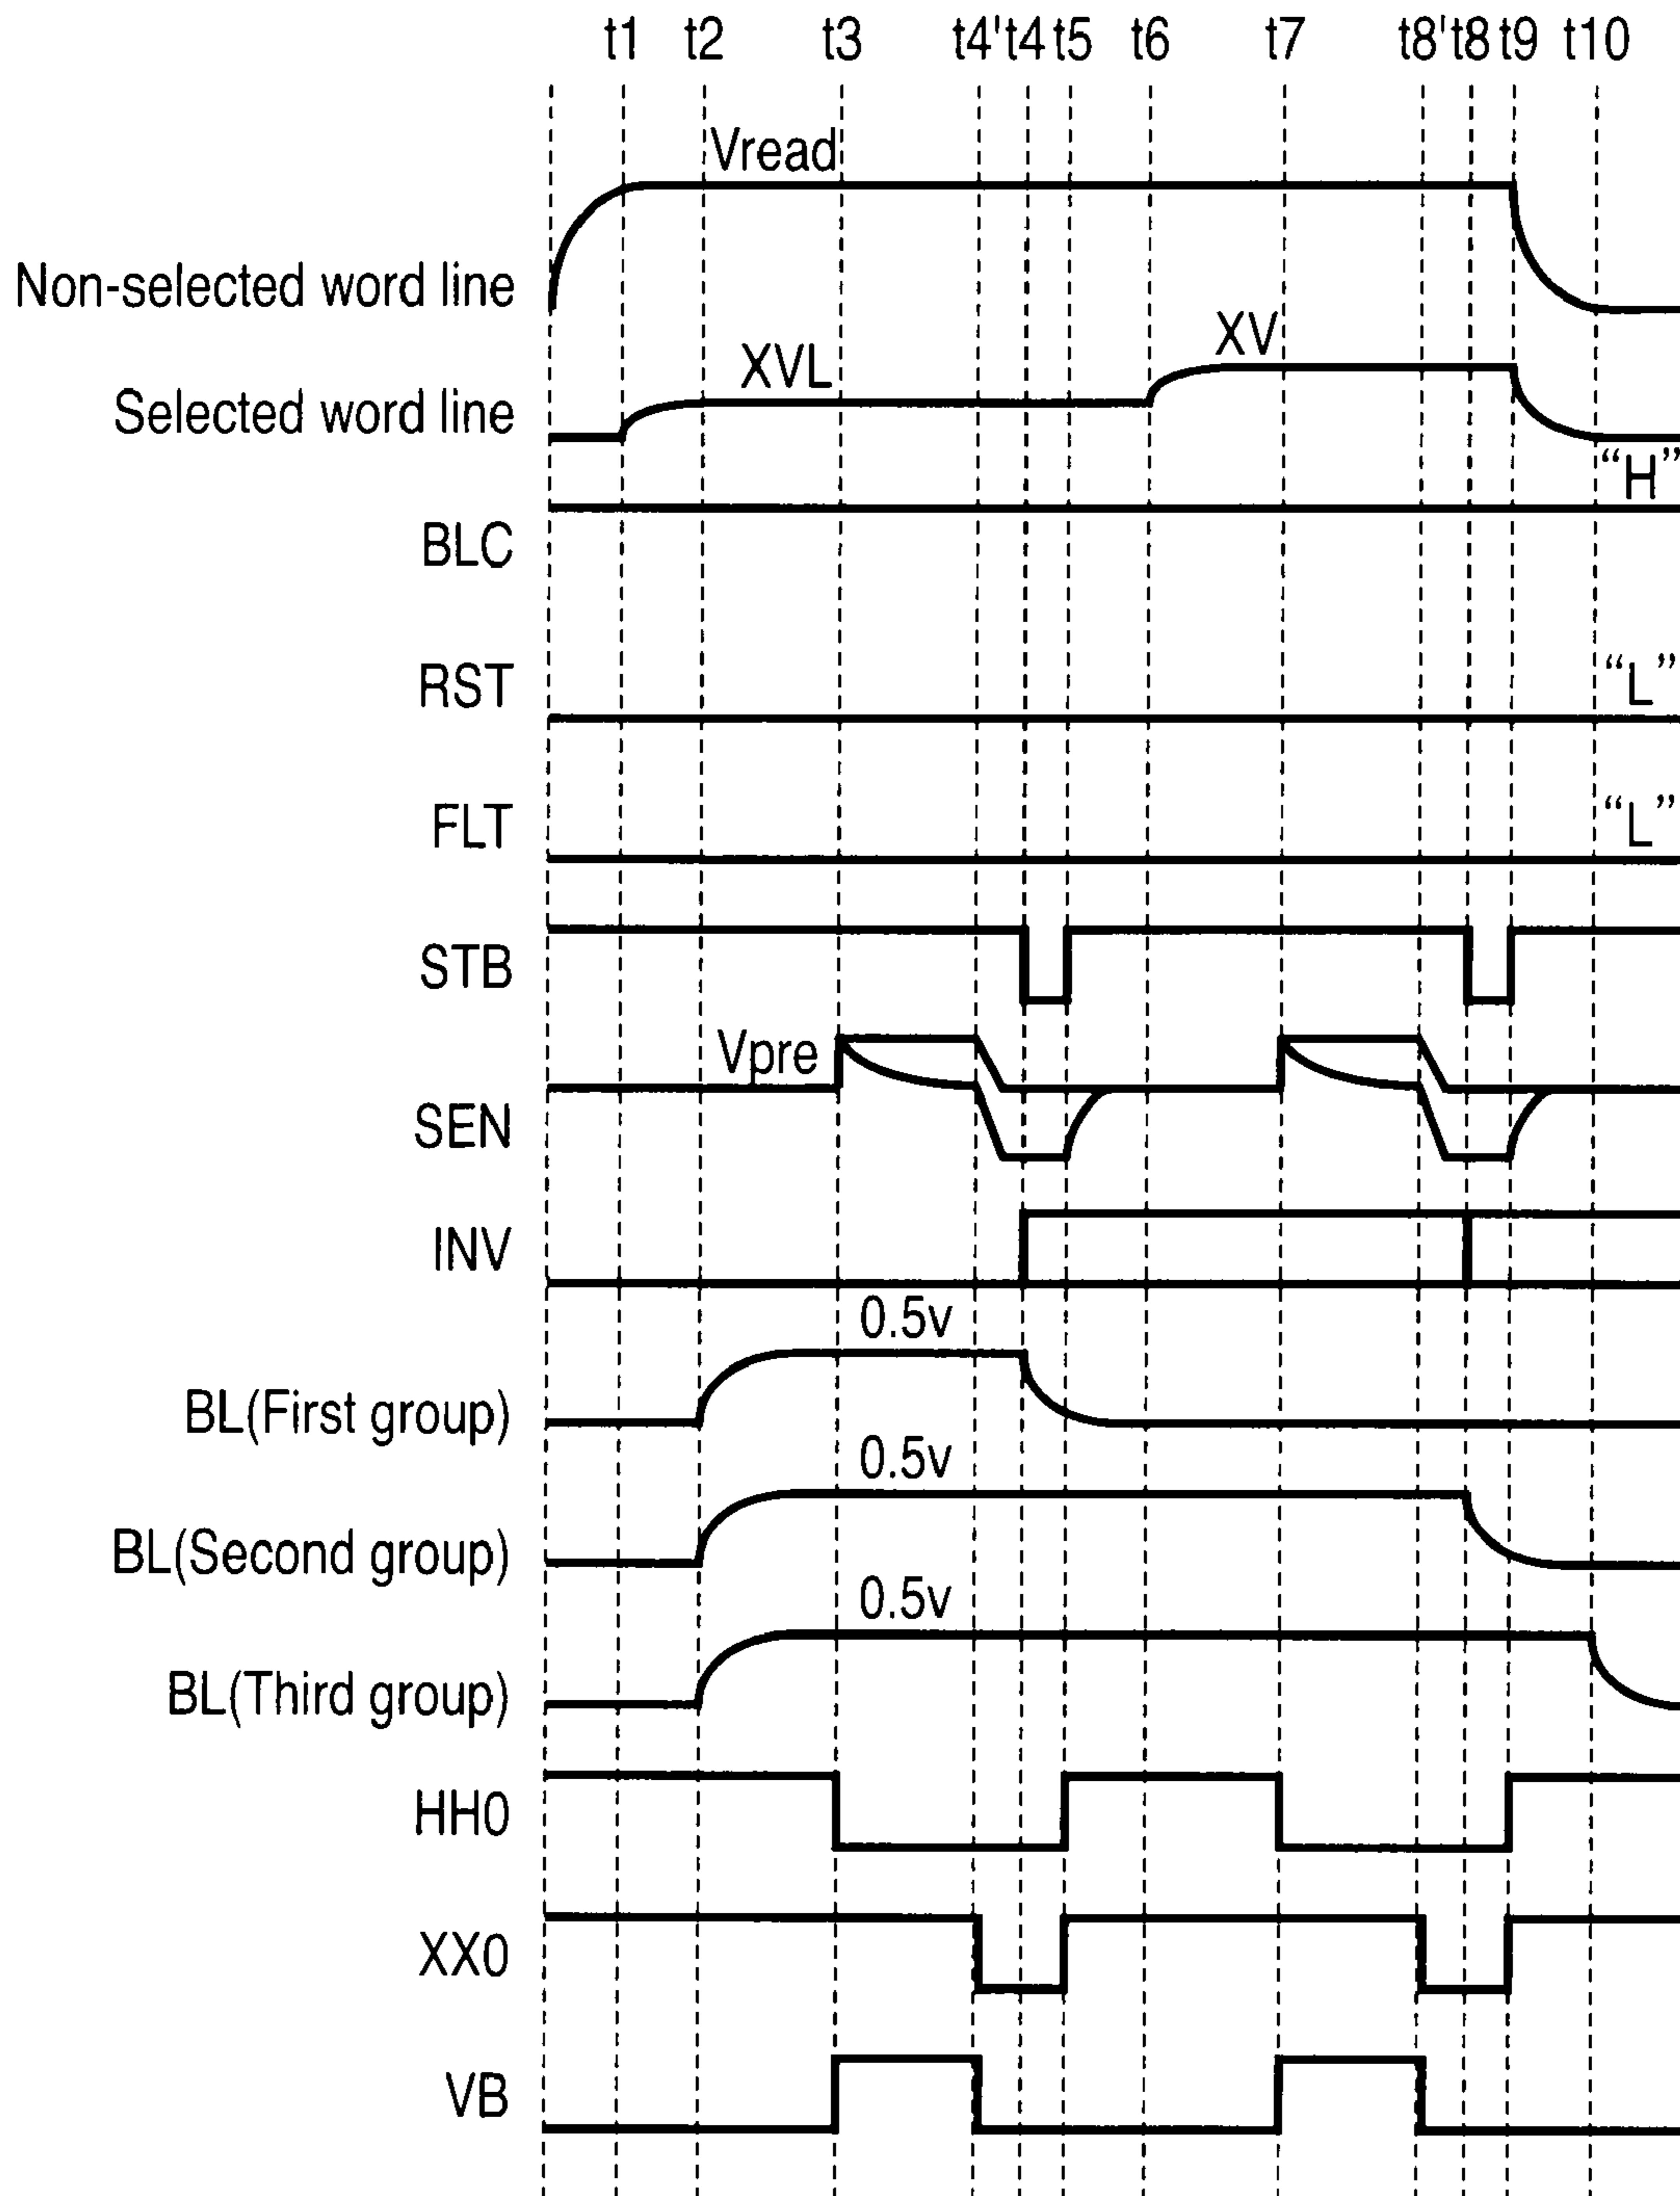 t1 t2 t3 t4' t4 t5 t6 t7 t8' t8 t9 t10
Vread
Non-selected word line
XV
XVL
Selected word line
“H”
BLC
RST “L”
FLT “L”
STB
Vpre
SEN
INV
0.5v
BL(First group)
0.5v
BL(Second group)
0.5v
BL(Third group)
HH0
XX0
VB